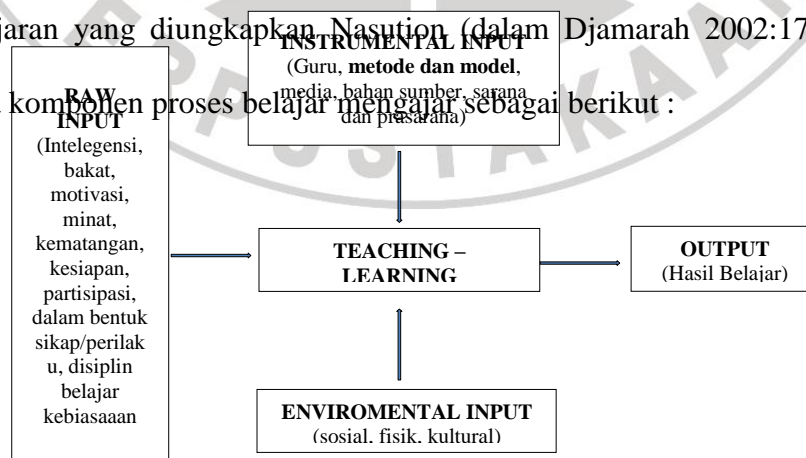 jaran yang diungkapkan Nasution (dalam Djamarah 2002:17
komponen proses belajar mengajar sebagai berikut :
INSTRUMENTAL INPUT
(Guru, metode dan model,
media, bahan sumber, sarana
dan prasarana)
RAW
INPUT
(Intelegensi,
bakat,
motivasi,
minat,
kematangan,
kesiapan,
partisipasi,
dalam bentuk
sikap/perilak
u, disiplin
belajar
kebiasaaan
TEACHING –
LEARNING
OUTPUT
(Hasil Belajar)
ENVIROMENTAL INPUT
(sosial, fisik, kultural)